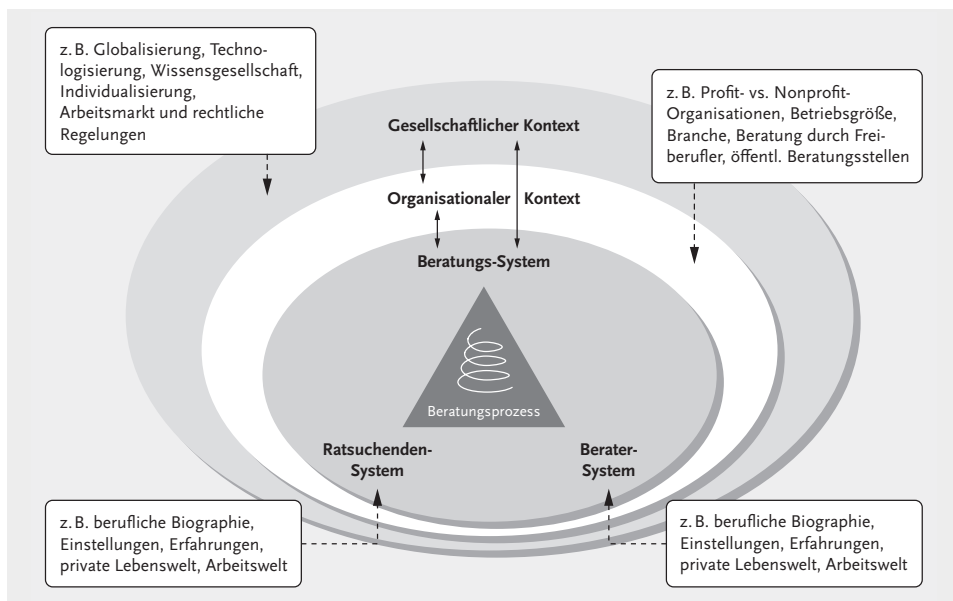 z. B. Globalisierung, Techno-
logisierung, Wissensgesellschaft,
Individualisierung,
Arbeitsmarkt und rechtliche
Regelungen
z. B. Profit- vs. Nonprofit-
Organisationen, Betriebsgröße,
Branche, Beratung durch Frei-
berufler, öffentl. Beratungsstellen
Gesellschaftlicher Kontext
Organisationaler Kontext
Beratungs-System
Beratungsprozess
Ratsuchenden-
System
Berater-
System
z. B. berufliche Biographie,
Einstellungen, Erfahrungen,
private Lebenswelt, Arbeitswelt
z. B. berufliche Biographie,
Einstellungen, Erfahrungen,
private Lebenswelt, Arbeitswelt